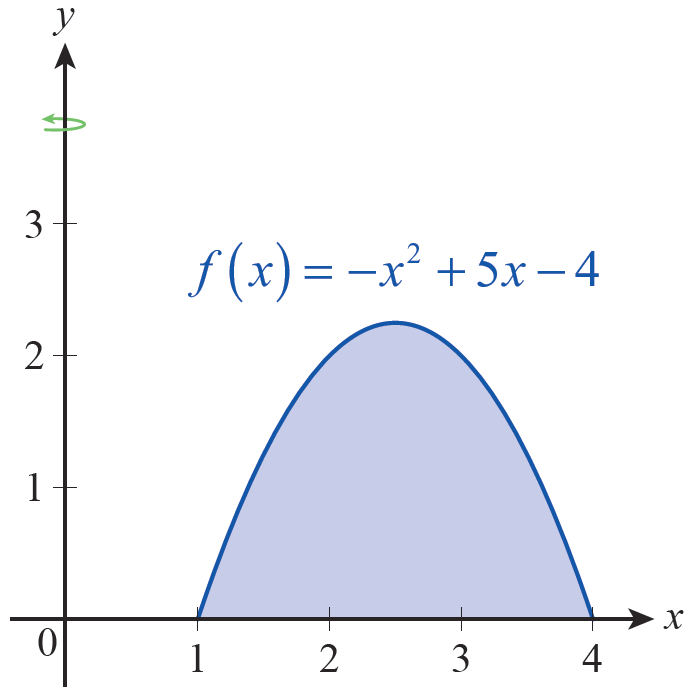 y
3
f(x) = −x² + 5x − 4
2
1
0 1 2 3 4 x